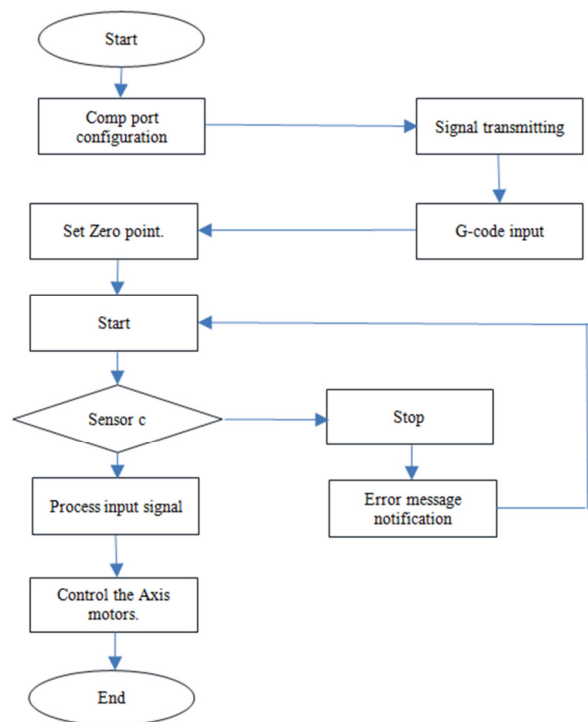 Start
Comp port
configuration
Signal transmitting
G-code input
Set Zero point.
Start
Sensor c
Stop
Process input signal
Error message
notification
Control the Axis
motors.
End